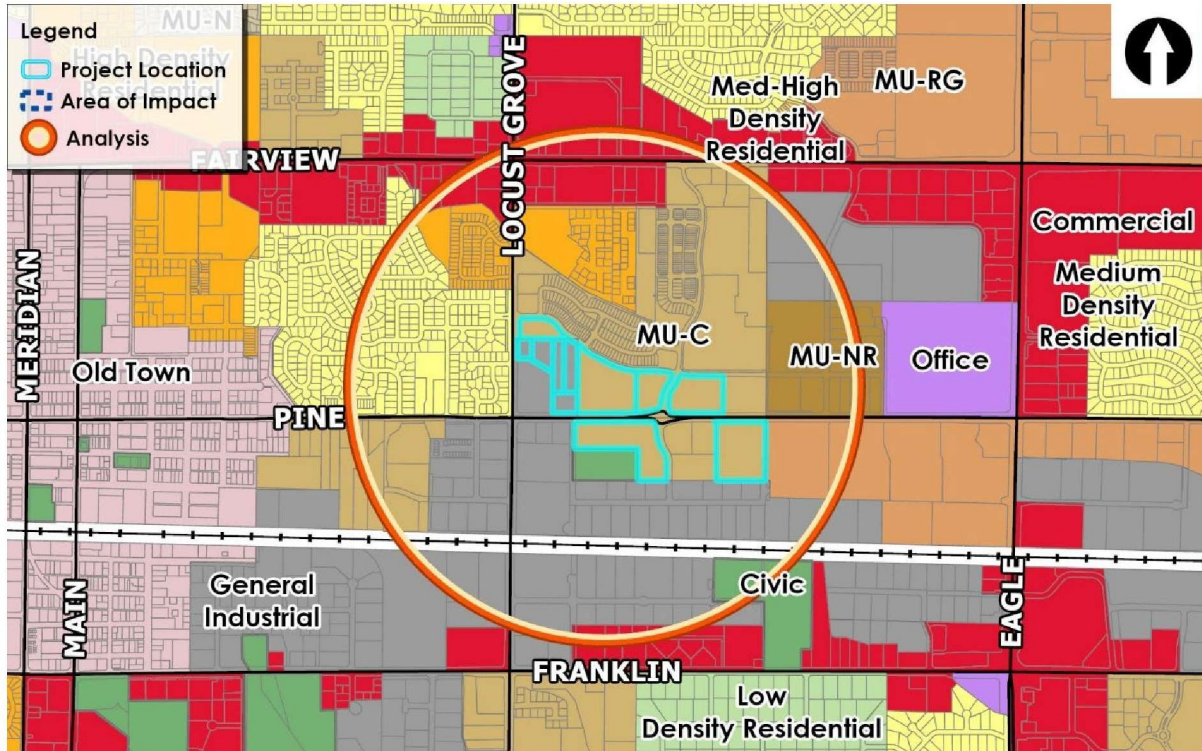 Legend
Project Location
Area of Impact
Analysis
MU-N
High Density
Residential
FAIRVIEW
LOCUST GROVE
MU-RG
Med-High
Density
Residential
Commercial
Medium
Density
Residential
MERIDIAN
Old Town
MU-C
MU-NR
Office
PINE
General
Industrial
Civic
MAIN
EAGLE
FRANKLIN
Low
Density Residential